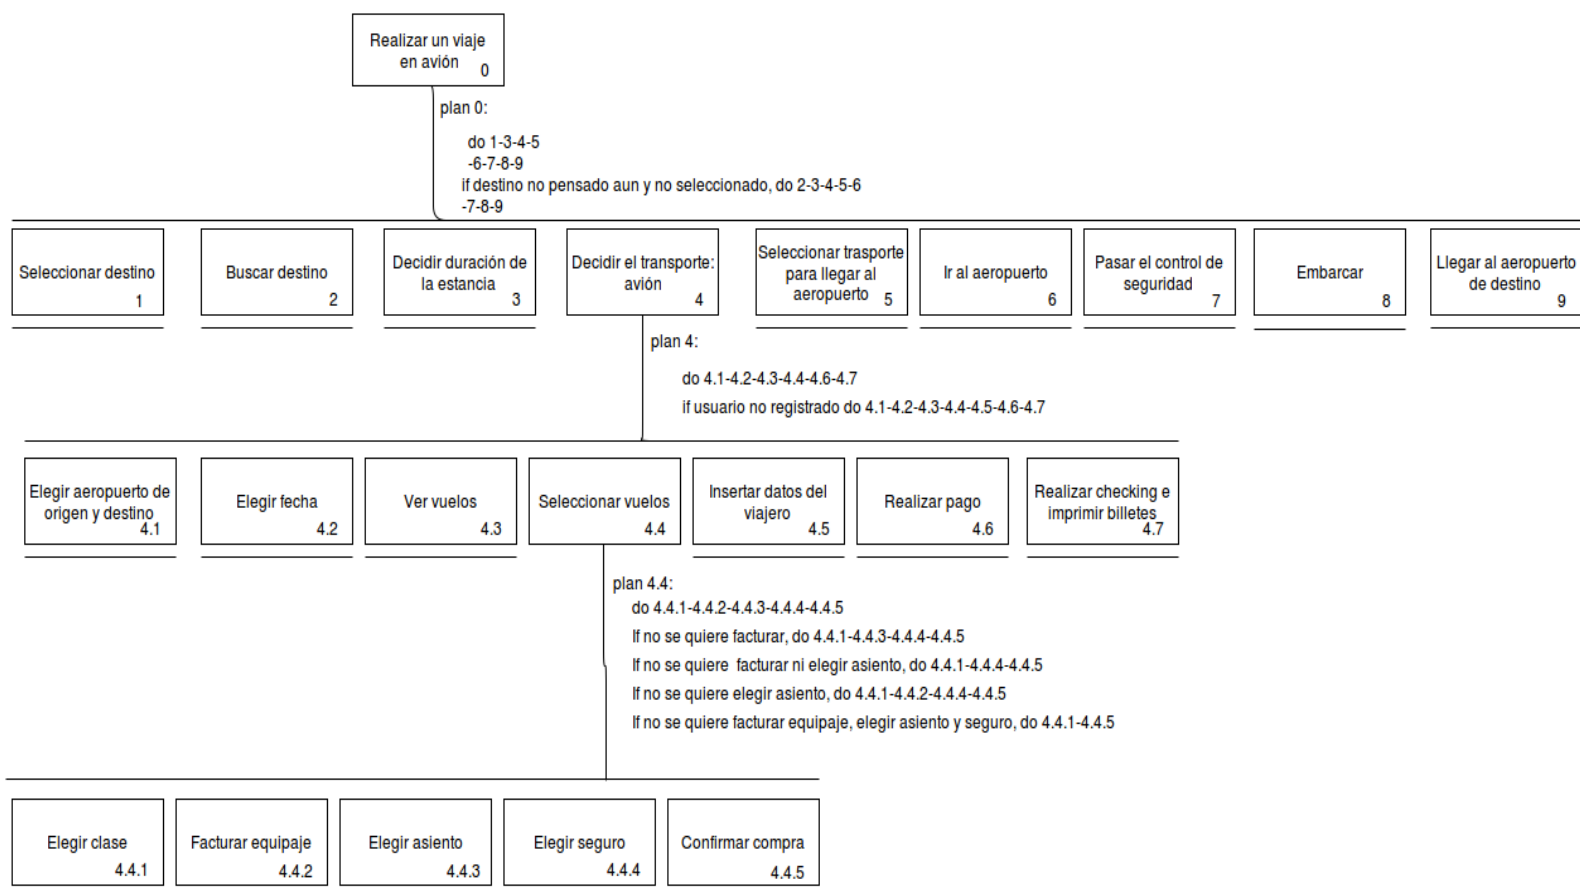 Realizar un viaje
en avión
0
plan 0:
do 1-3-4-5
-6-7-8-9
if destino no pensado aun y no seleccionado, do 2-3-4-5-6
-7-8-9
Seleccionar destino
1
Buscar destino
2
Decidir duración de
la estancia
3
Decidir el transporte:
avión
4
Seleccionar trasporte
para llegar al
aeropuerto
5
Ir al aeropuerto
6
Pasar el control de
seguridad
7
Embarcar
8
Llegar al aeropuerto
de destino
9
plan 4:
do 4.1-4.2-4.3-4.4-4.6-4.7
if usuario no registrado do 4.1-4.2-4.3-4.4-4.5-4.6-4.7
Elegir aeropuerto de
origen y destino
4.1
Elegir fecha
4.2
Ver vuelos
4.3
Seleccionar vuelos
4.4
Insertar datos del
viajero
4.5
Realizar pago
4.6
Realizar checking e
imprimir billetes
4.7
plan 4.4:
do 4.4.1-4.4.2-4.4.3-4.4.4-4.4.5
If no se quiere facturar, do 4.4.1-4.4.3-4.4.4-4.4.5
If no se quiere facturar ni elegir asiento, do 4.4.1-4.4.4-4.4.5
If no se quiere elegir asiento, do 4.4.1-4.4.2-4.4.4-4.4.5
If no se quiere facturar equipaje, elegir asiento y seguro, do 4.4.1-4.4.5
Elegir clase
4.4.1
Facturar equipaje
4.4.2
Elegir asiento
4.4.3
Elegir seguro
4.4.4
Confirmar compra
4.4.5